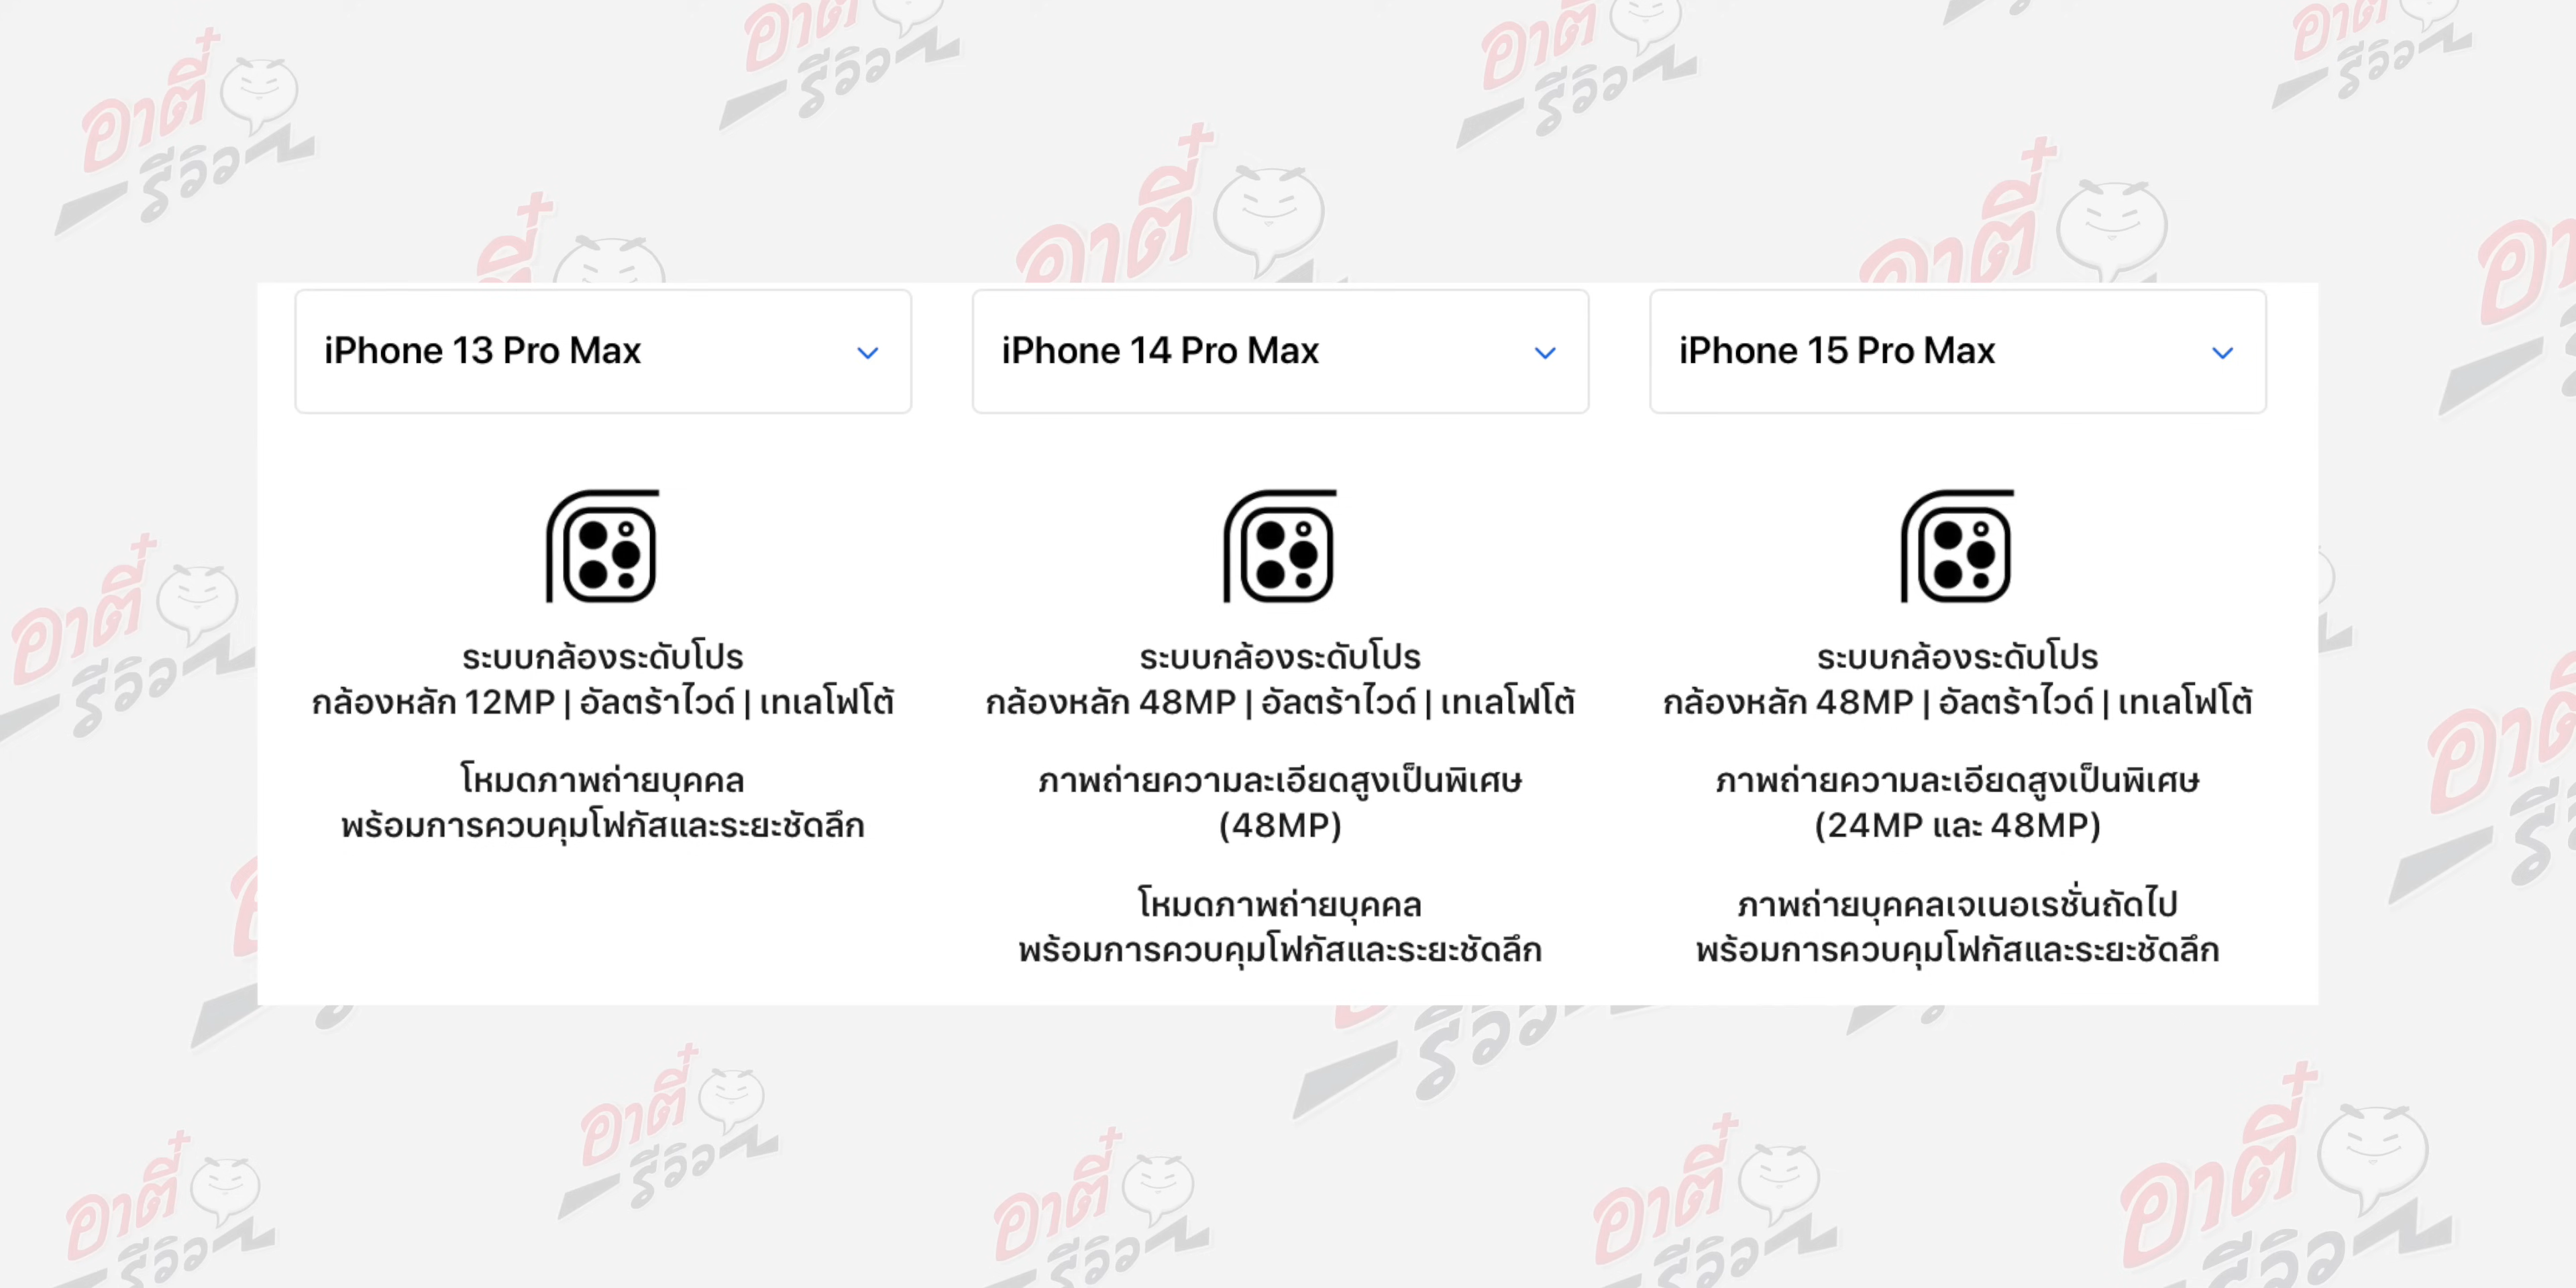 iPhone 13 Pro Max
ระบบกล้องระดับโปร
กล้องหลัก 12MP | อัลตร้าไวด์ | เทเลโฟโต้
โหมดภาพถ่ายบุคคล
พร้อมการควบคุมโฟกัสและระยะชัดลึก
iPhone 14 Pro Max
ระบบกล้องระดับโปร
กล้องหลัก 48MP | อัลตร้าไวด์ | เทเลโฟโต้
ภาพถ่ายความละเอียดสูงเป็นพิเศษ
(48MP)
โหมดภาพถ่ายบุคคล
พร้อมการควบคุมโฟกัสและระยะชัดลึก
iPhone 15 Pro Max
ระบบกล้องระดับโปร
กล้องหลัก 48MP | อัลตร้าไวด์ | เทเลโฟโต้
ภาพถ่ายความละเอียดสูงเป็นพิเศษ
(24MP และ 48MP)
ภาพถ่ายบุคคลเจเนอเรชั่นถัดไป
พร้อมการควบคุมโฟกัสและระยะชัดลึก
อาตี๋
รีวิว